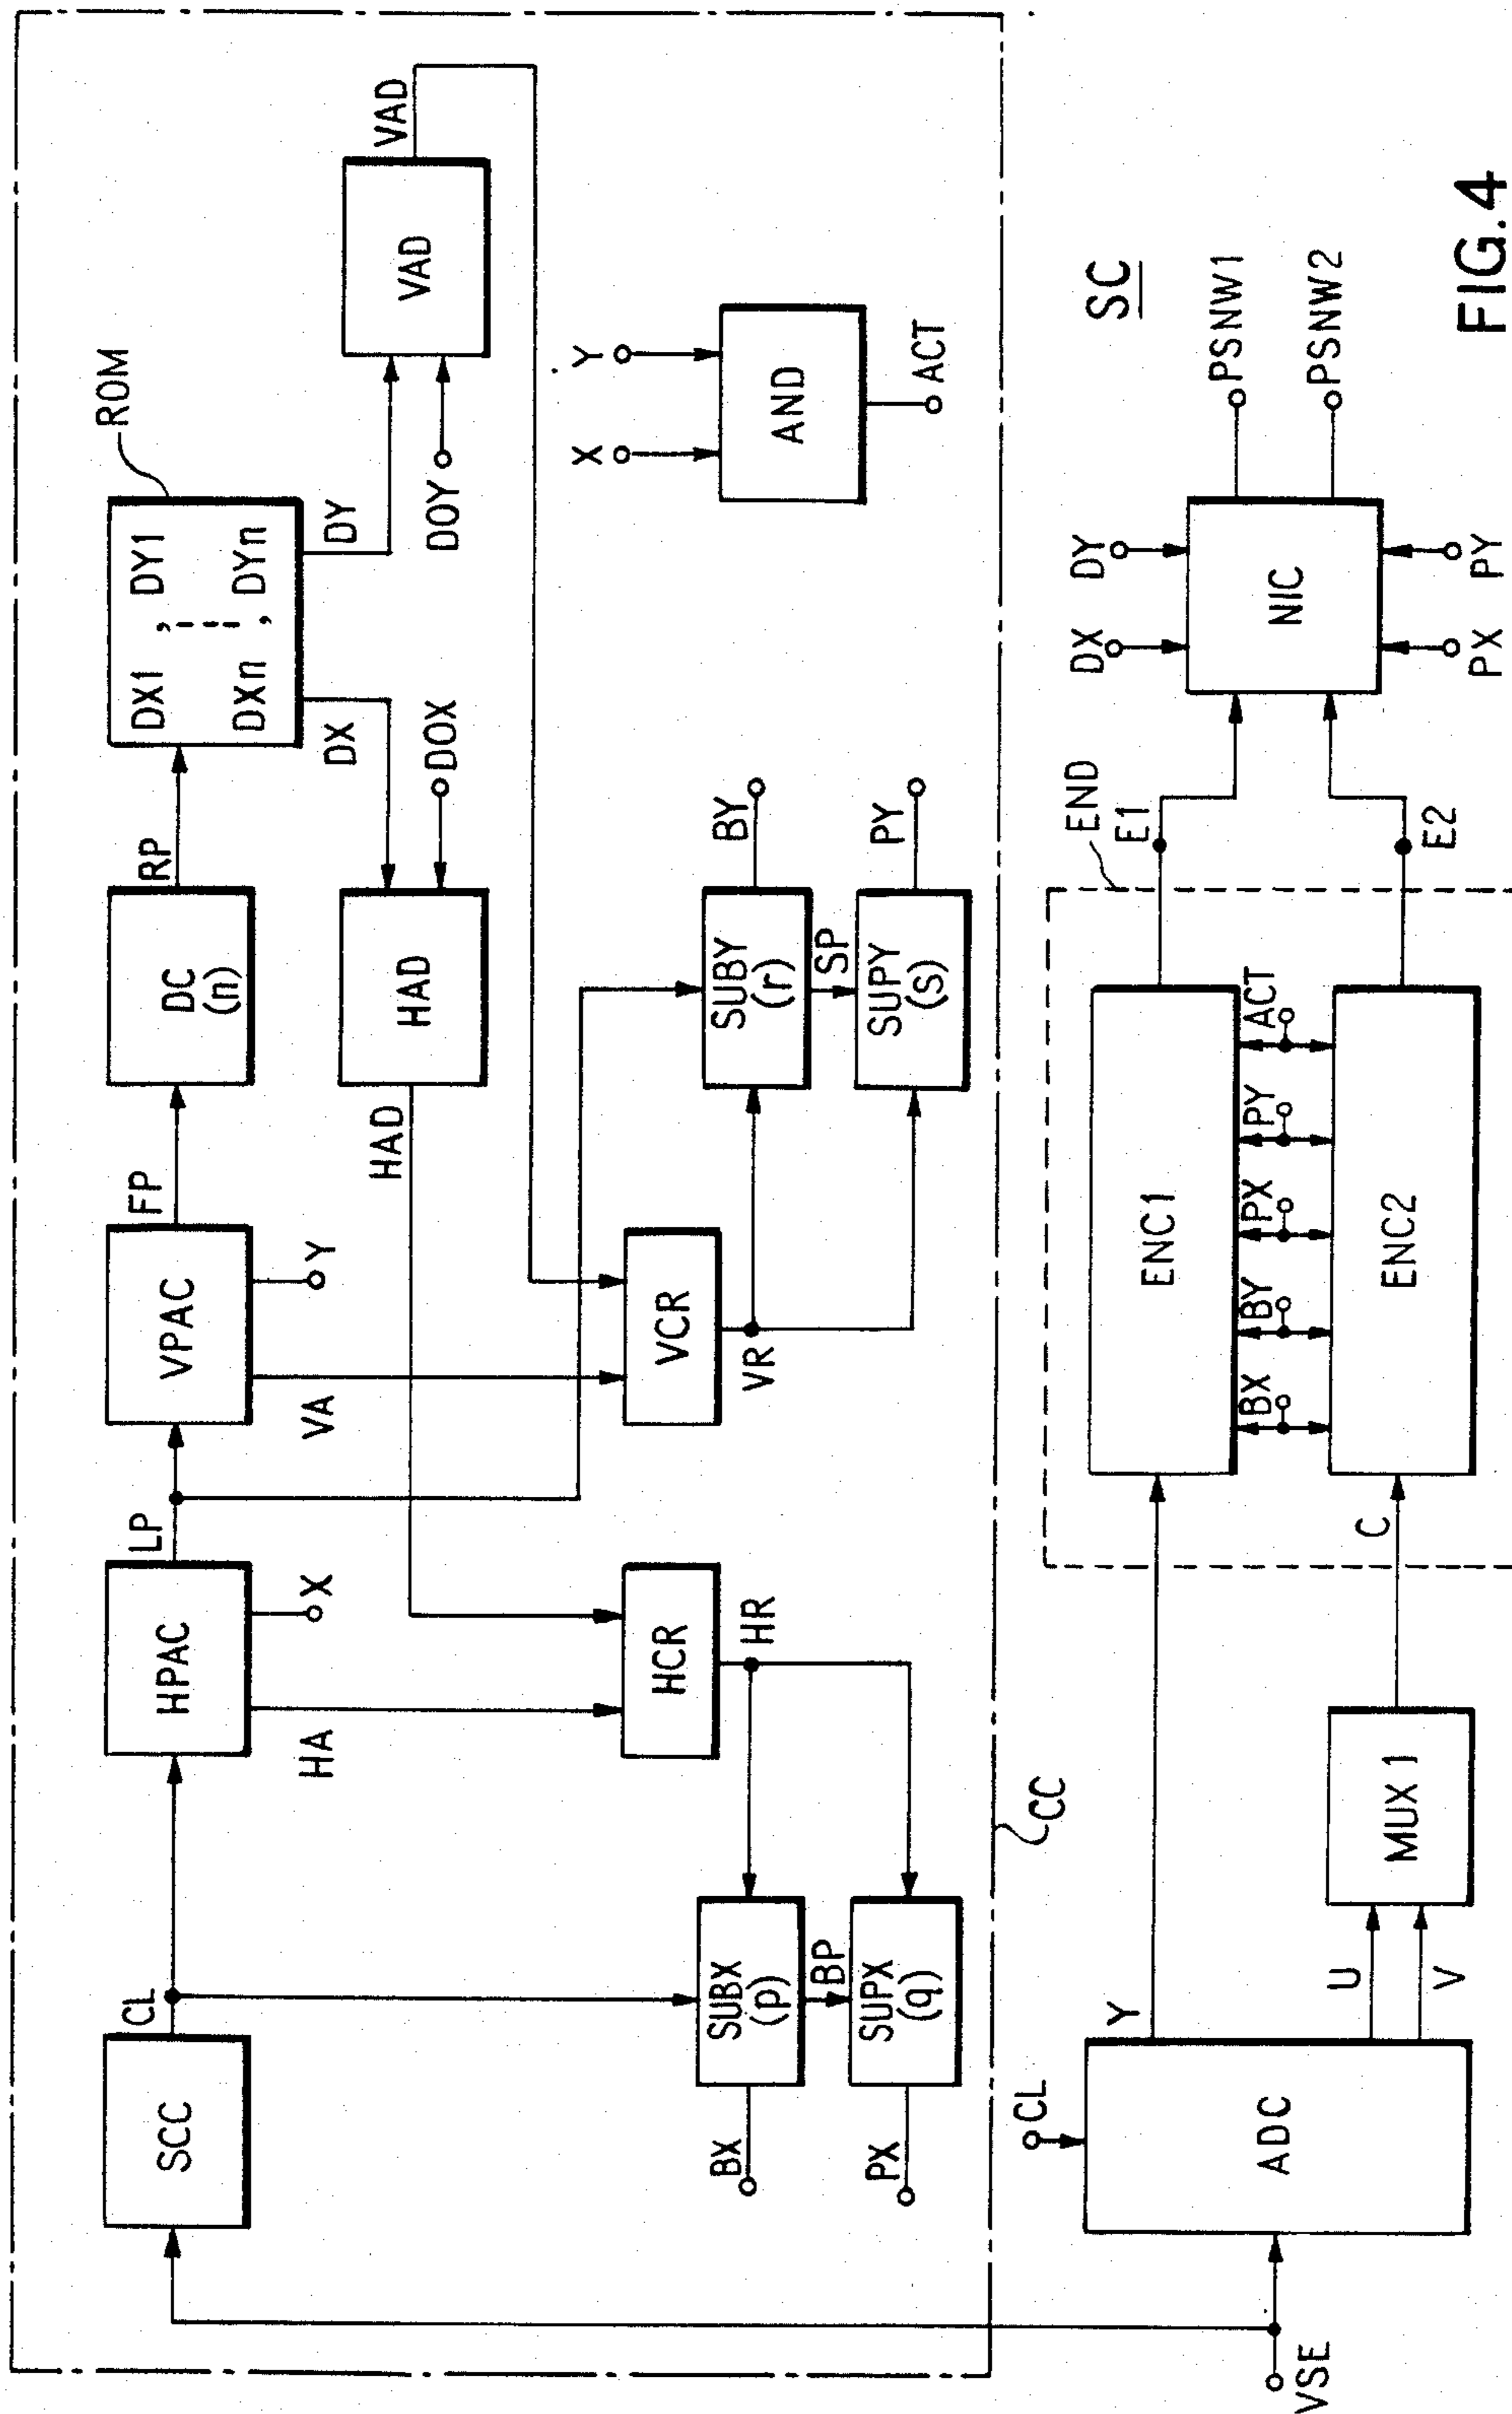 SCC
CL
HPAC
LP
VPAC
FP
DC
(n)
RP
DX1 , DY1
DXn , DYn
ROM
HA
X
VA
Y
HAD
HAD
DX
DOX
DY
DOY
VAD
VAD
HCR
HR
VCR
VR
X
Y
AND
ACT
BX
SUBX
(p)
BP
PX
SUPX
(q)
SUBY
(r)
BY
SP
SUPY
(s)
PY
CC
VSE
CL
ADC
Y
U
V
MUX 1
C
END
ENC1
BX
BY
PX
PY
ACT
ENC2
E1
E2
DX
DY
NIC
PX
PY
PSNW1
PSNW2
SC
FIG.4